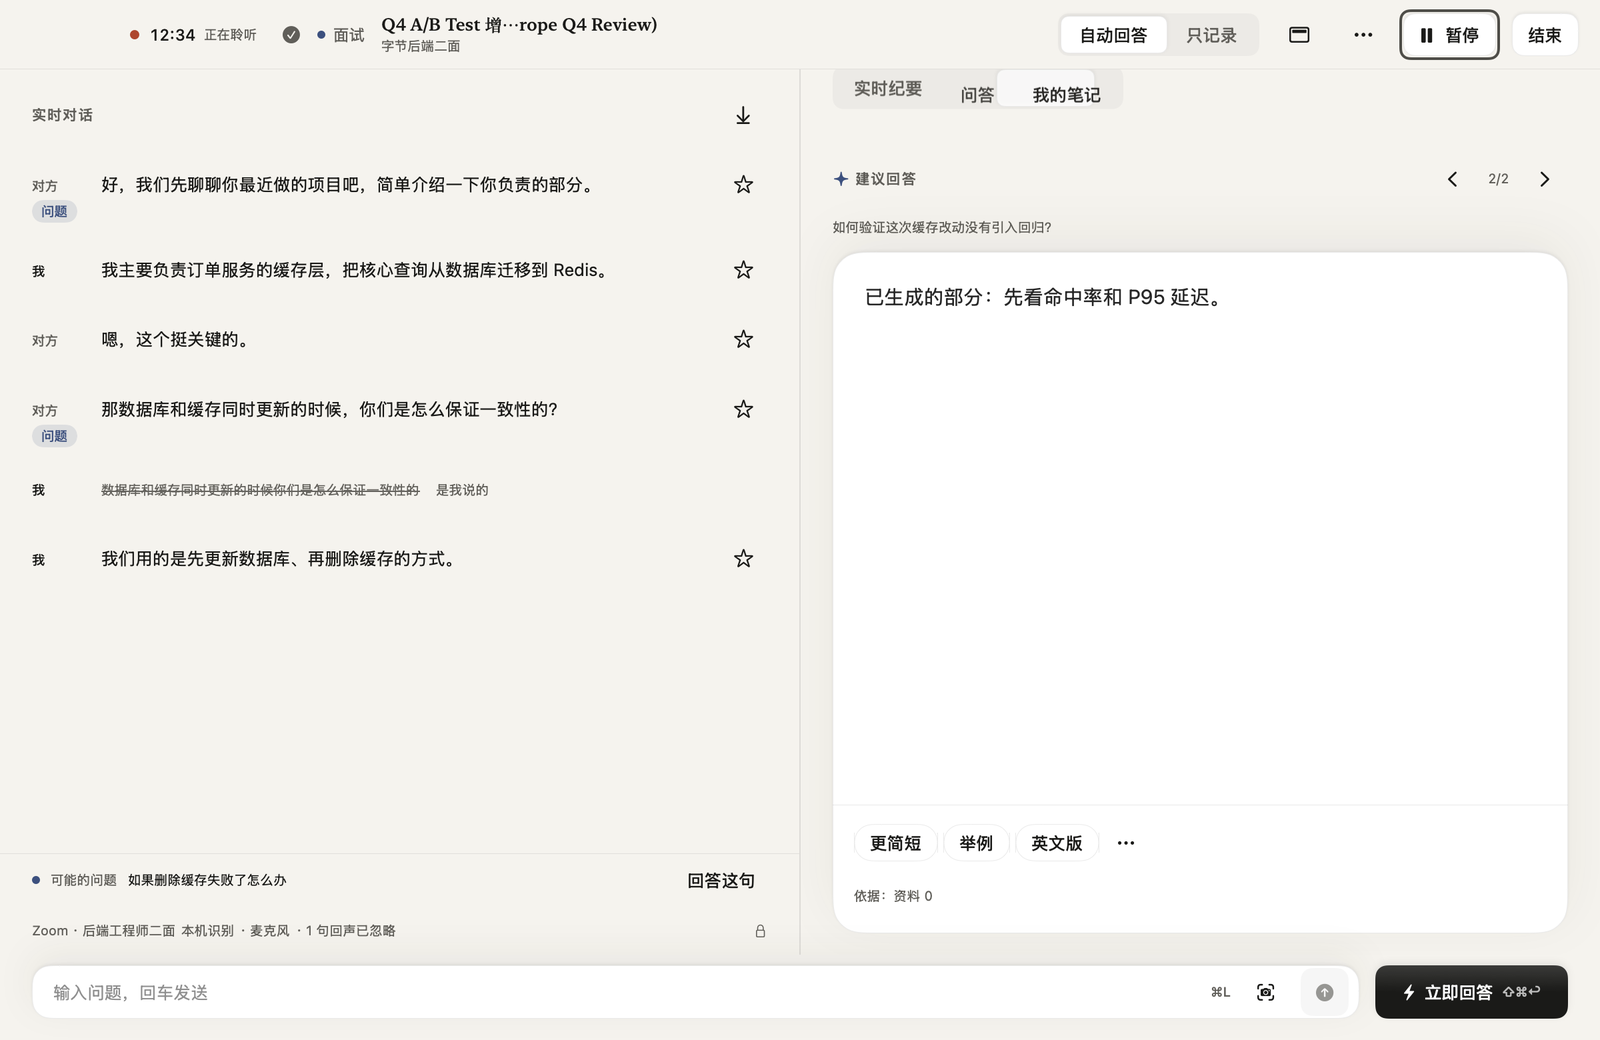 12:34 正在聆听
面试
Q4 A/B Test 增…rope Q4 Review)
字节后端二面
自动回答
只记录
暂停
结束
实时对话
对方
好，我们先聊聊你最近做的项目吧，简单介绍一下你负责的部分。
问题
我
我主要负责订单服务的缓存层，把核心查询从数据库迁移到 Redis。
对方
嗯，这个挺关键的。
对方
那数据库和缓存同时更新的时候，你们是怎么保证一致性的？
问题
我
数据库和缓存同时更新的时候你们是怎么保证一致性的 是我说的
我
我们用的是先更新数据库、再删除缓存的方式。
可能的问题 如果删除缓存失败了怎么办
回答这句
Zoom · 后端工程师二面 本机识别 · 麦克风 · 1 句回声已忽略
实时纪要
问答
我的笔记
建议回答
2/2
如何验证这次缓存改动没有引入回归？
已生成的部分：先看命中率和 P95 延迟。
更简短
举例
英文版
依据：资料 0
输入问题，回车发送
⌘L
立即回答 ⇧⌘↩